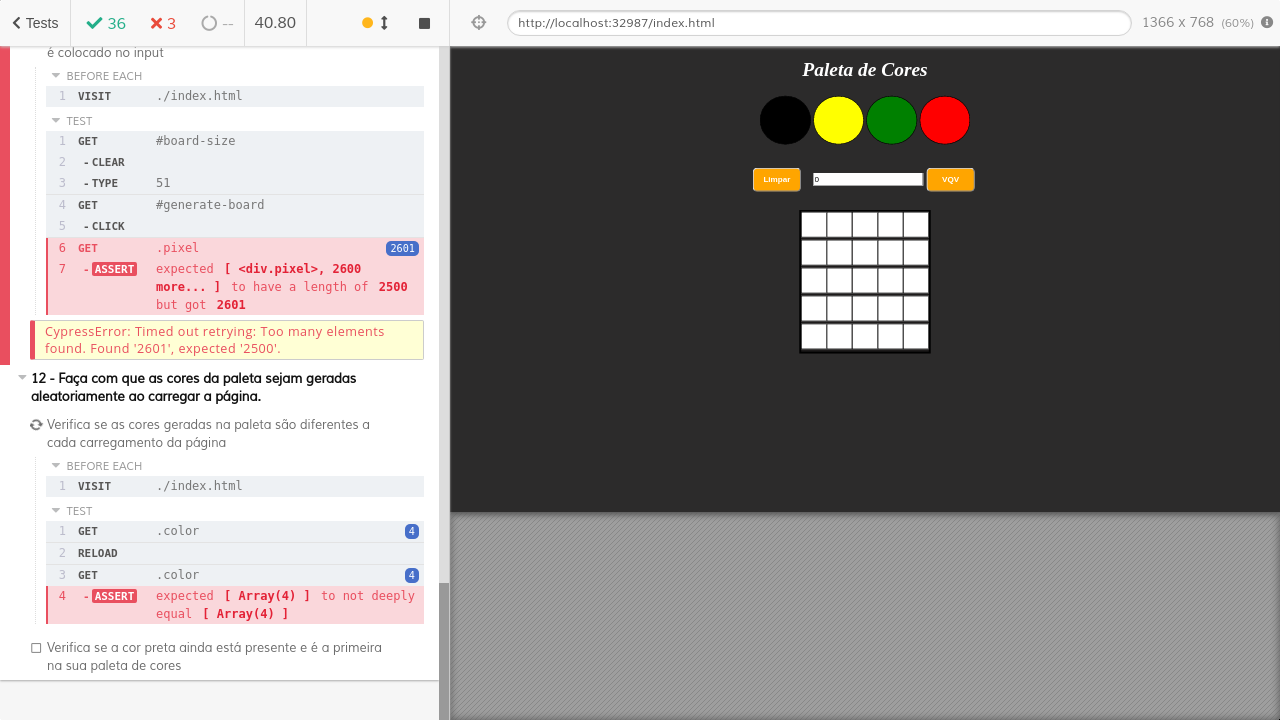 Tests 36 3 -- 40.80
é colocado no input
BEFORE EACH
1 VISIT ./index.html
TEST
1 GET #board-size
2 -CLEAR
3 -TYPE 51
4 GET #generate-board
5 -CLICK
6 GET .pixel 2601
7 -ASSERT expected [ <div.pixel>, 2600
more... ] to have a length of 2500
but got 2601
CypressError: Timed out retrying: Too many elements
found. Found '2601', expected '2500'.
12 - Faça com que as cores da paleta sejam geradas
aleatoriamente ao carregar a página.
Verifica se as cores geradas na paleta são diferentes a
cada carregamento da página
BEFORE EACH
1 VISIT ./index.html
TEST
1 GET .color 4
2 RELOAD
3 GET .color 4
4 -ASSERT expected [ Array(4) ] to not deeply
equal [ Array(4) ]
Verifica se a cor preta ainda está presente e é a primeira
na sua paleta de cores
http://localhost:32987/index.html 1366 x 768 (60%)
Paleta de Cores
Limpar 0 VQV